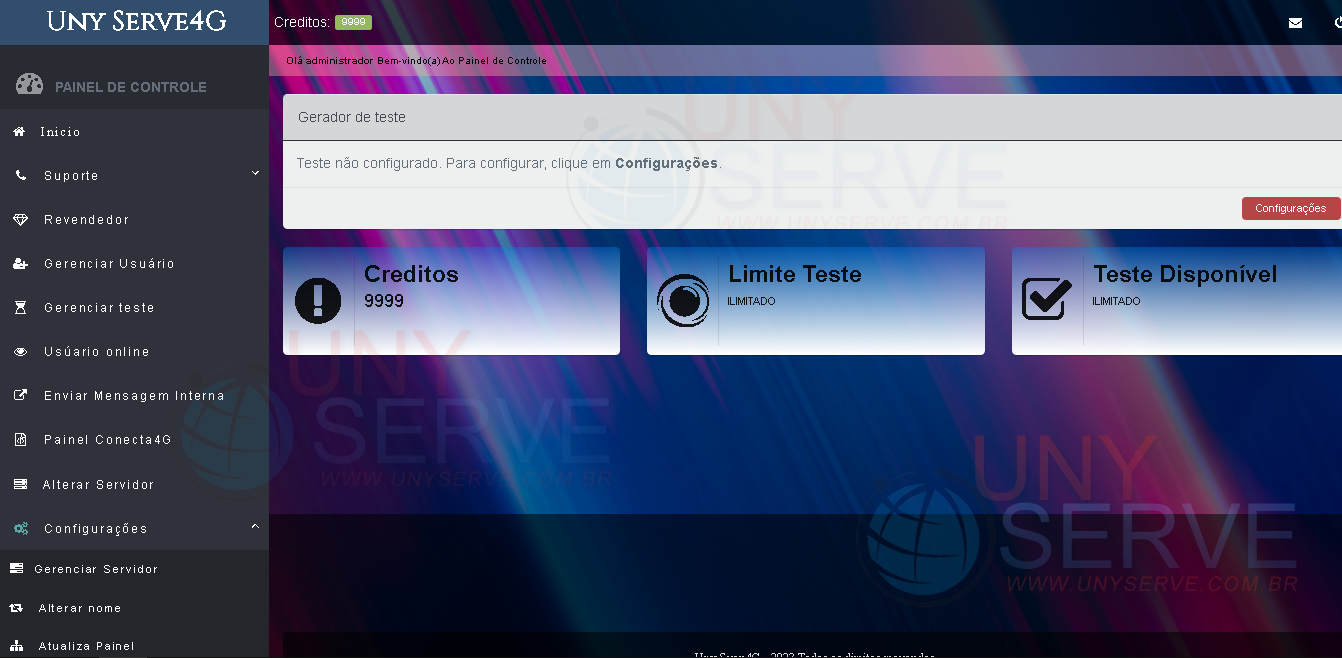 Uny Serve4G
Creditos: 9999
Olá administrador Bem-vindo(a) Ao Painel de Controle
PAINEL DE CONTROLE
Inicio
Suporte
Revendedor
Gerenciar Usuário
Gerenciar teste
Usúario online
Enviar Mensagem Interna
Painel Conecta4G
Alterar Servidor
Configurações
Gerenciar Servidor
Alterar nome
Atualiza Painel
Gerador de teste
Teste não configurado. Para configurar, clique em Configurações.
Configurações
Creditos
9999
Limite Teste
ILIMITADO
Teste Disponível
ILIMITADO
UNY
SERVE
WWW.UNYSERVE.COM.BR
UNY
SERVE
WWW.UNYSERVE.COM.BR
UNY
SERVE
WWW.UNYSERVE.COM.BR